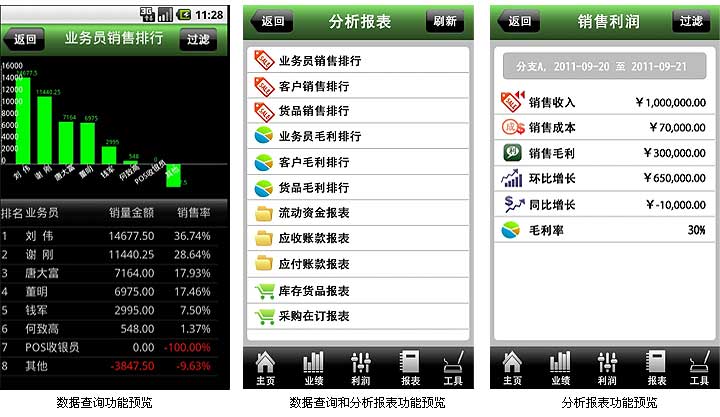 3G 11:28
返回 业务员销售排行 过滤
16000
14000
12000
10000
8000
6000
4000
2000
0
14677.5
11440.25
7164
6975
2995
548
0
刘 伟
谢 刚
唐大富
董明
钱军
何致高
POS收银员
其他
排名 业务员 销量金额 销售率
1 刘 伟 14677.50 36.74%
2 谢 刚 11440.25 28.64%
3 唐大富 7164.00 17.93%
4 董明 6975.00 17.46%
5 钱军 2995.00 7.50%
6 何致高 548.00 1.37%
7 POS收银员 0.00 -100.00%
8 其他 -3847.50 -9.63%
数据查询功能预览
返回 分析报表 刷新
SALE 业务员销售排行
SALE 客户销售排行
SALE 货品销售排行
业务员毛利排行
客户毛利排行
货品毛利排行
流动资金报表
应收账款报表
应付账款报表
库存货品报表
采购在订报表
主页 业绩 利润 报表 工具
数据查询和分析报表功能预览
返回 销售利润 过滤
分支A, 2011-09-20 至 2011-09-21
SALE 销售收入 ￥1,000,000.00
成$ 销售成本 ￥70,000.00
利 销售毛利 ￥300,000.00
环比增长 ￥650,000.00
$ 同比增长 ￥-10,000.00
毛利率 30%
主页 业绩 利润 报表 工具
分析报表功能预览